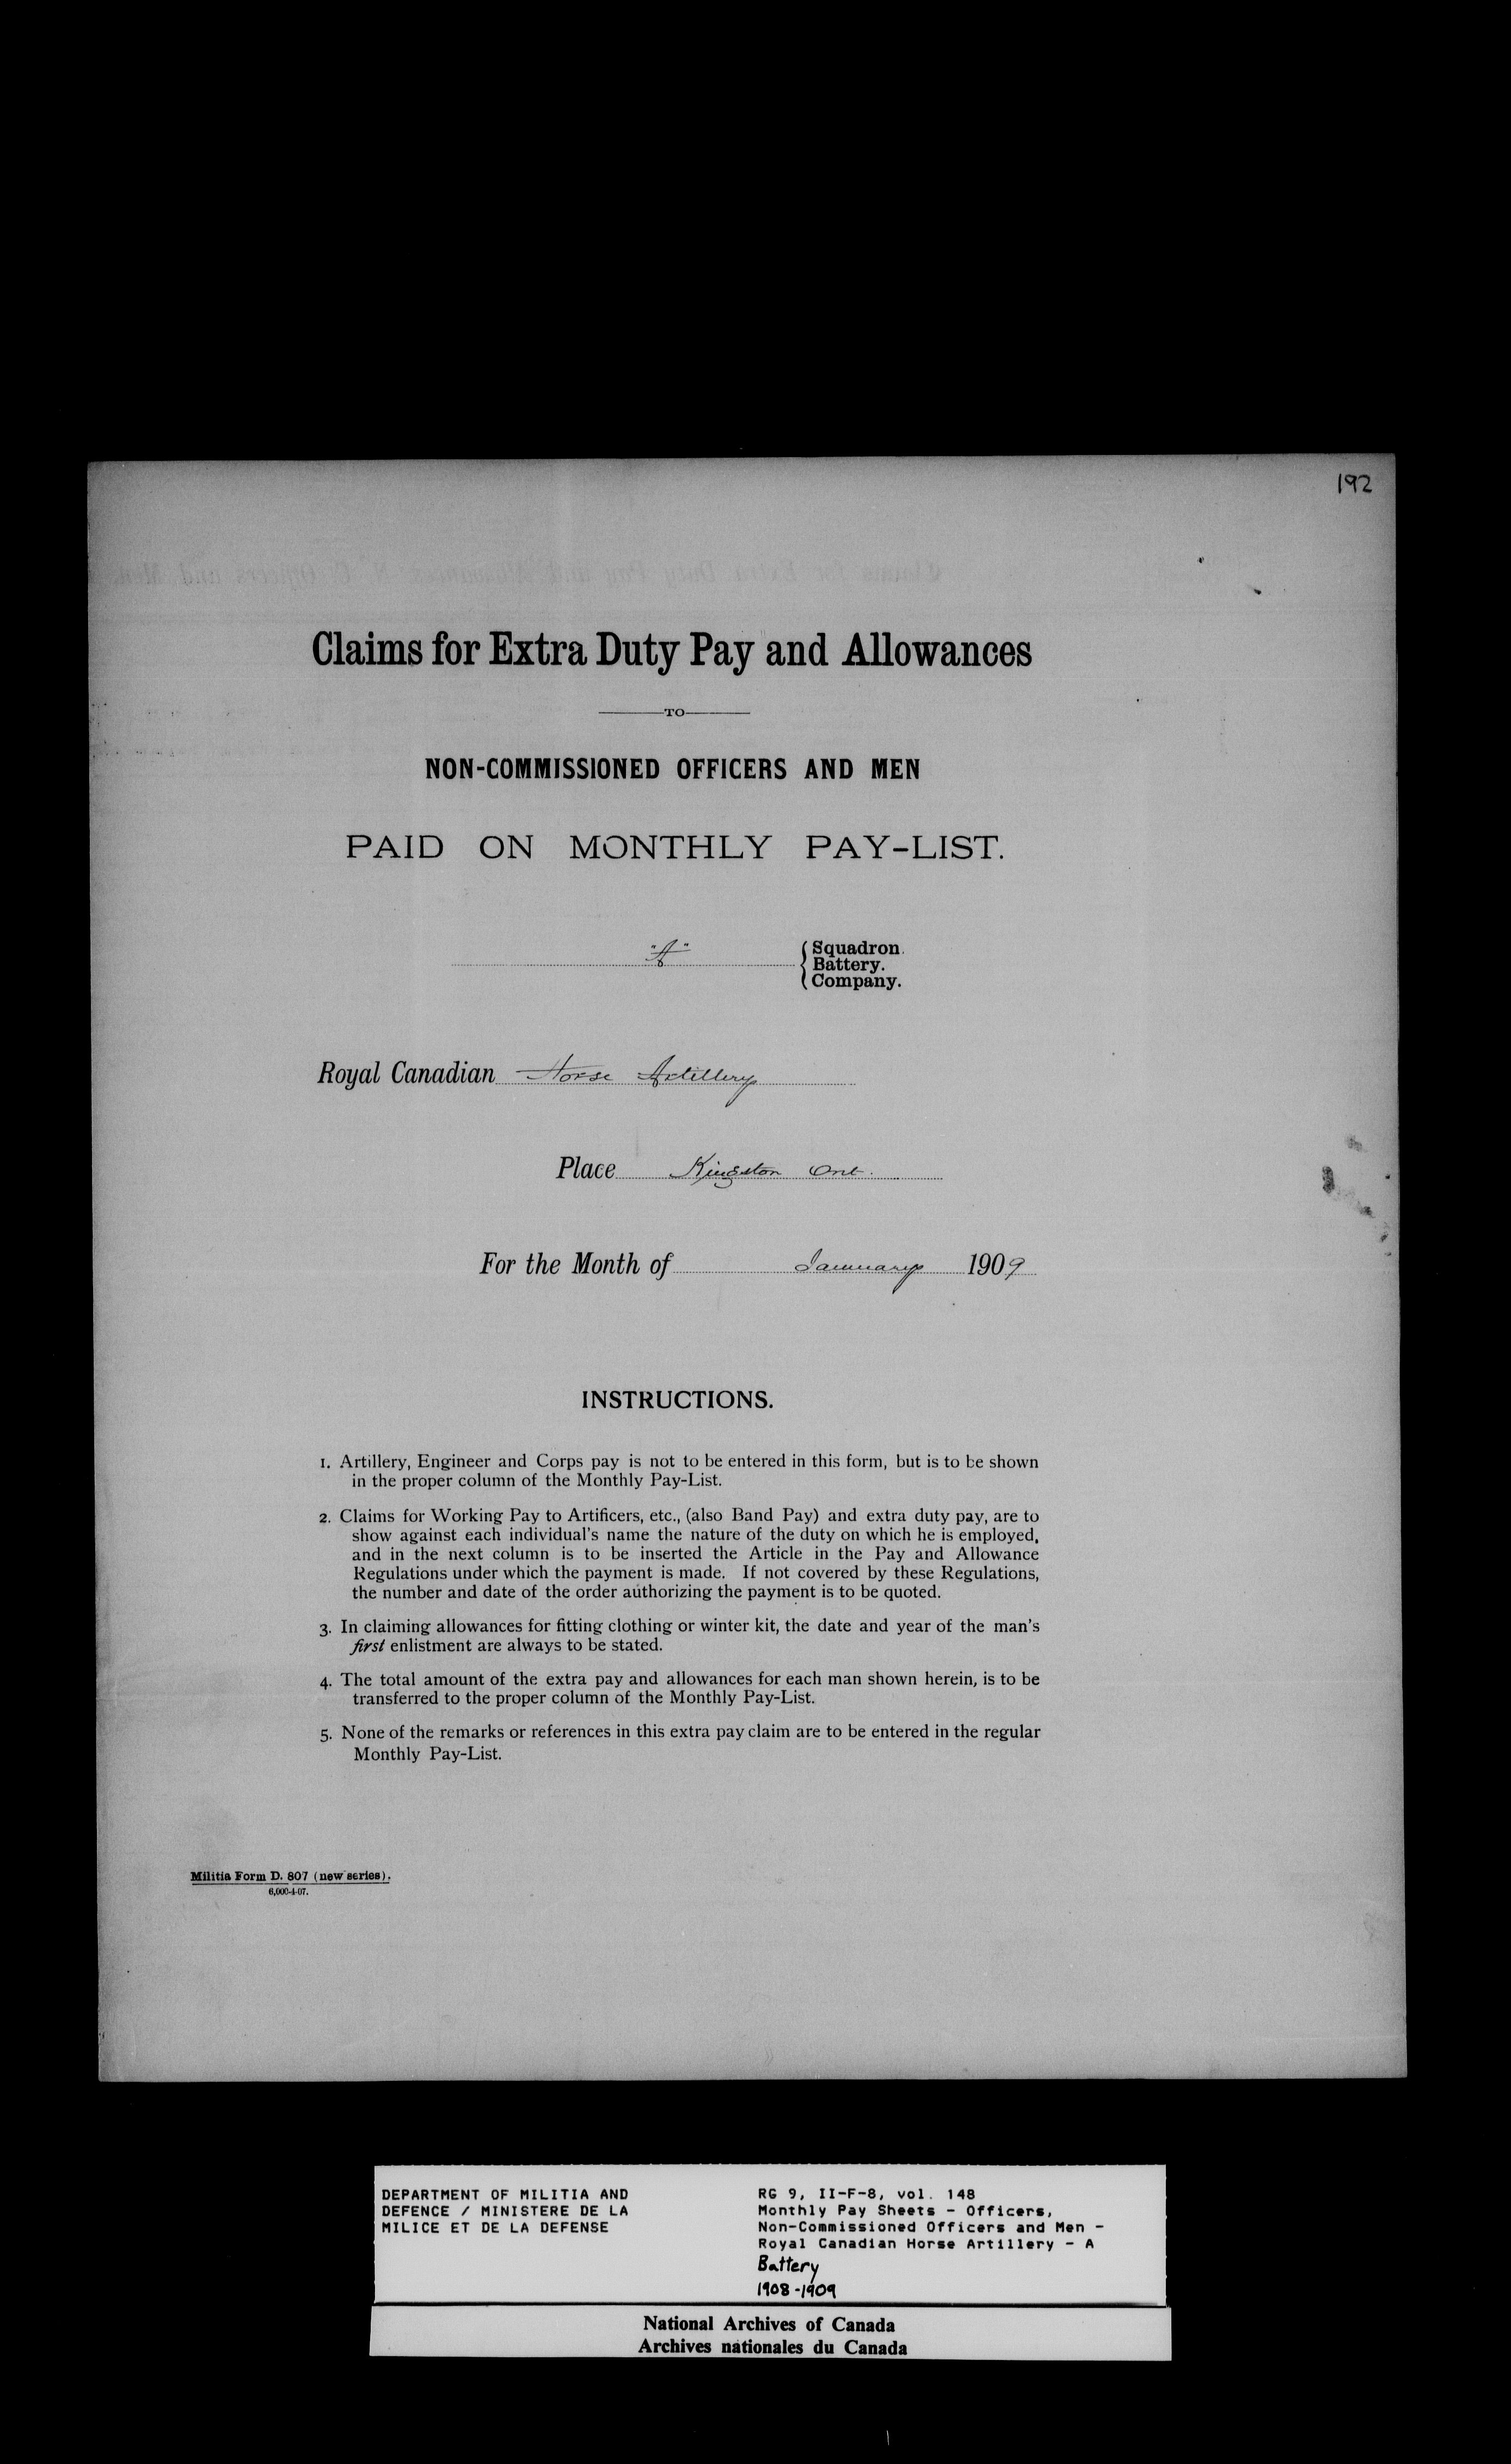 192
Claims for Extra Duty Pay and Allowances
TO
NON-COMMISSIONED OFFICERS AND MEN
PAID ON MONTHLY PAY-LIST.
"A" { Squadron.
Battery.
Company.
Royal Canadian Horse Artillery
Place Kingston Ont.
For the Month of January 1909
INSTRUCTIONS.
1. Artillery, Engineer and Corps pay is not to be entered in this form, but is to be shown
in the proper column of the Monthly Pay-List.
2. Claims for Working Pay to Artificers, etc., (also Band Pay) and extra duty pay, are to
show against each individual's name the nature of the duty on which he is employed,
and in the next column is to be inserted the Article in the Pay and Allowance
Regulations under which the payment is made. If not covered by these Regulations,
the number and date of the order authorizing the payment is to be quoted.
3. In claiming allowances for fitting clothing or winter kit, the date and year of the man's
first enlistment are always to be stated.
4. The total amount of the extra pay and allowances for each man shown herein, is to be
transferred to the proper column of the Monthly Pay-List.
5. None of the remarks or references in this extra pay claim are to be entered in the regular
Monthly Pay-List.
Militia Form D. 807 (new series).
6,000-4-07.
DEPARTMENT OF MILITIA AND
DEFENCE / MINISTERE DE LA
MILICE ET DE LA DEFENSE
RG 9, II-F-8, vol. 148
Monthly Pay Sheets - Officers,
Non-Commissioned Officers and Men -
Royal Canadian Horse Artillery - A
Battery
1908-1909
National Archives of Canada
Archives nationales du Canada